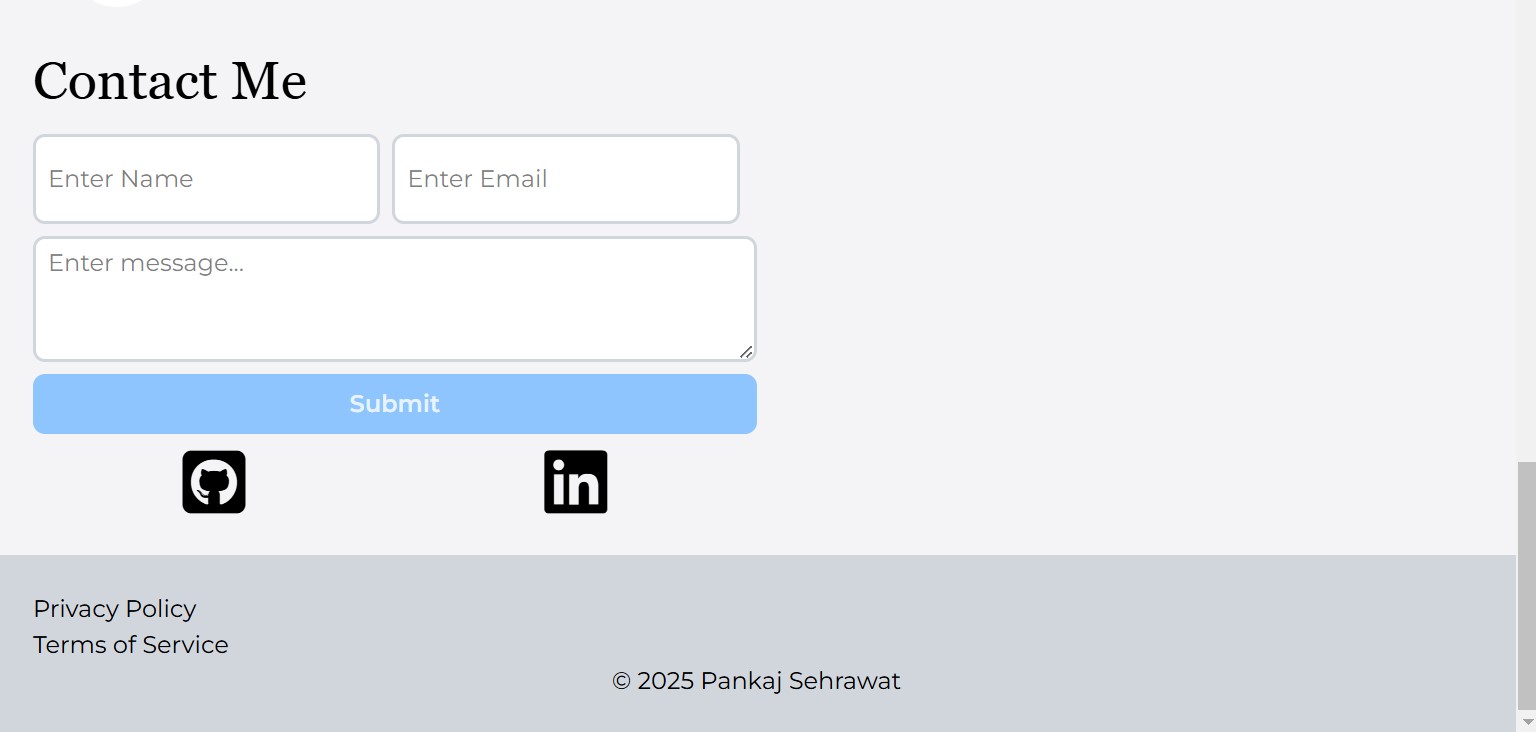 Contact Me
Enter Name Enter Email
Enter message...
Submit
in
Privacy Policy
Terms of Service
© 2025 Pankaj Sehrawat